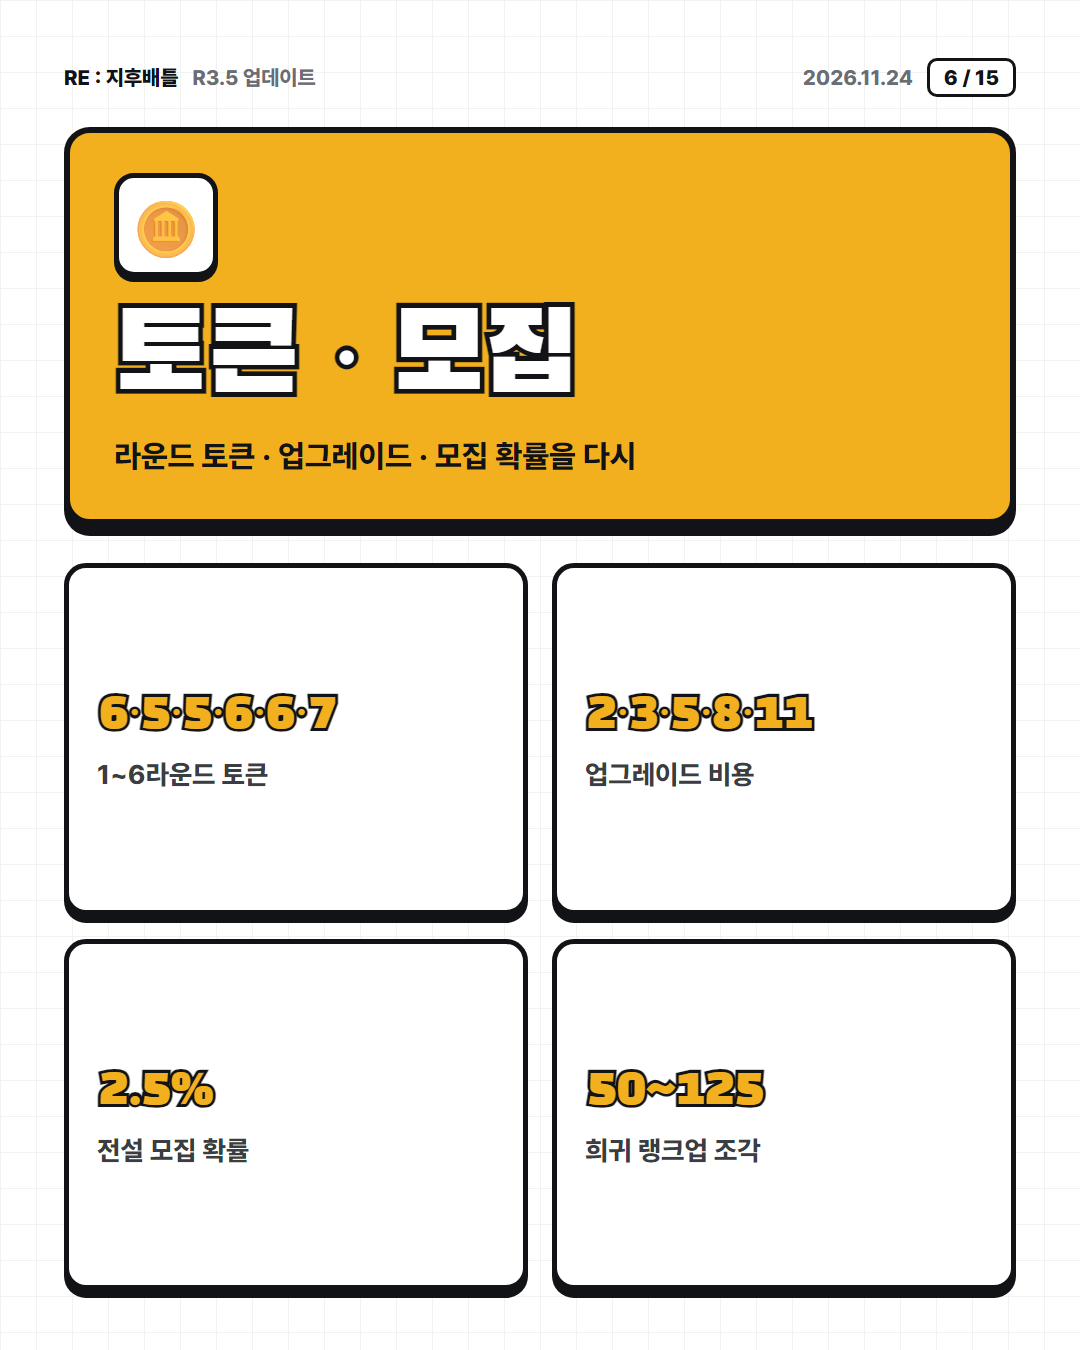 RE : 지후배틀 R3.5 업데이트
2026.11.24 6 / 15
토큰 · 모집
라운드 토큰 · 업그레이드 · 모집 확률을 다시
6·5·5·6·6·7
1~6라운드 토큰
2·3·5·8·11
업그레이드 비용
2.5%
전설 모집 확률
50~125
희귀 랭크업 조각